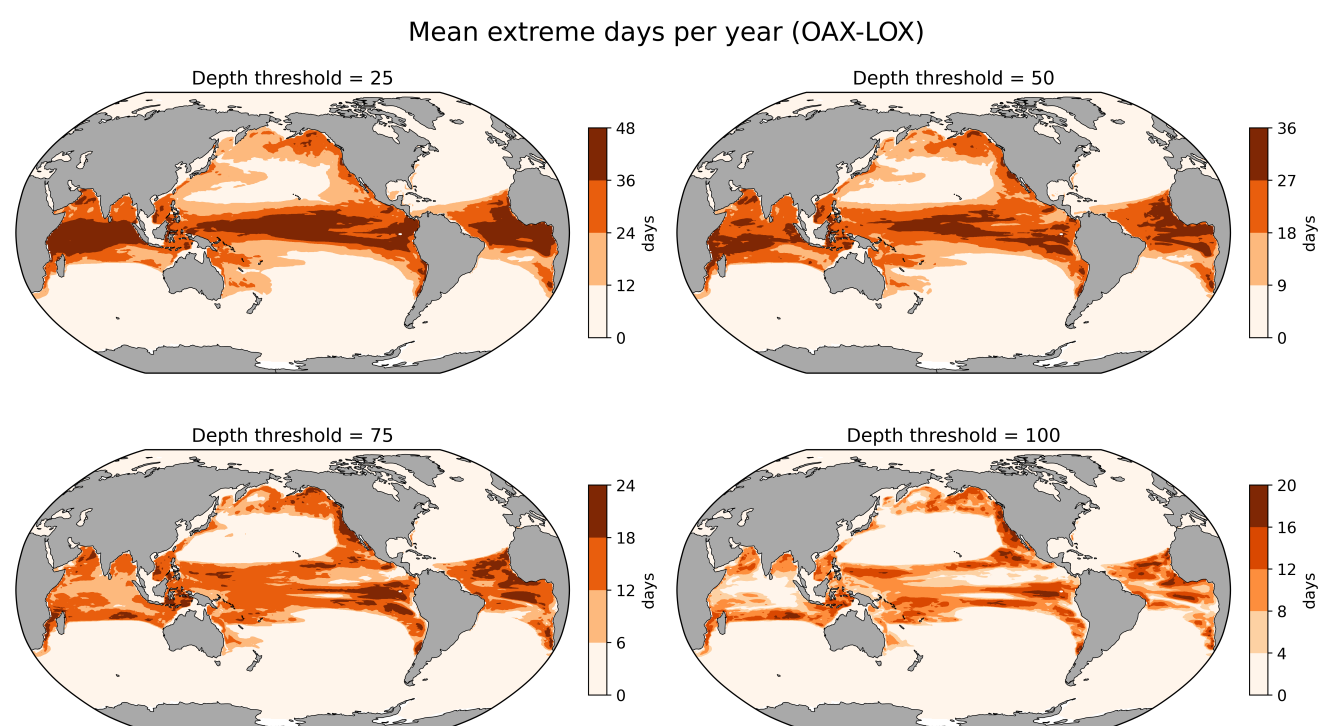 Mean extreme days per year (OAX-LOX)
Depth threshold = 25
48
36
24
12
0
days
Depth threshold = 50
36
27
18
9
0
days
Depth threshold = 75
24
18
12
6
0
days
Depth threshold = 100
20
16
12
8
4
0
days